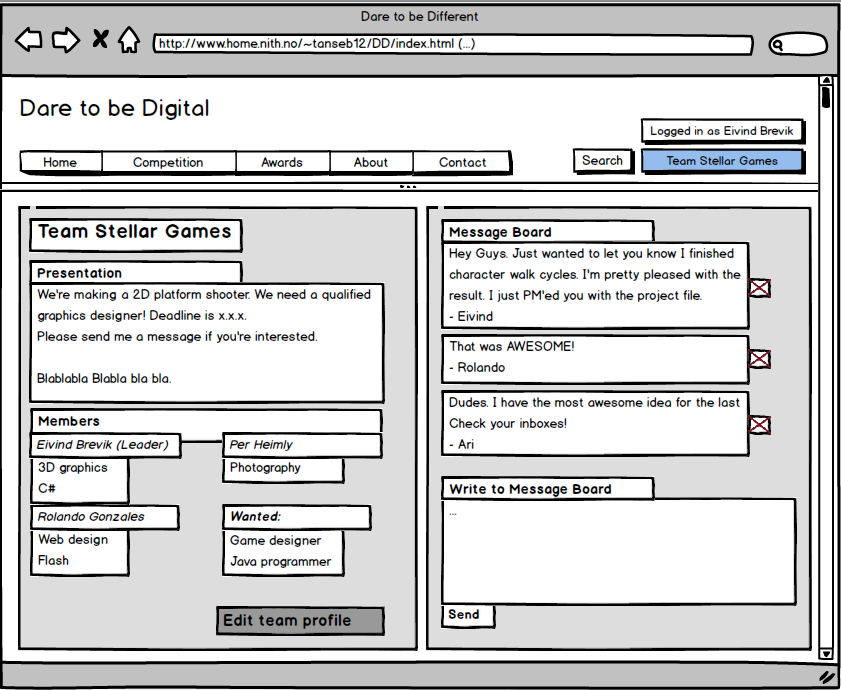 Dare to be Different
http://www.home.nith.no/~tanseb12/DD/index.html (...)
Dare to be Digital
Logged in as Eivind Brevik
Home
Competition
Awards
About
Contact
Search
Team Stellar Games
Team Stellar Games
Presentation
We're making a 2D platform shooter. We need a qualified
graphics designer! Deadline is x.x.x.
Please send me a message if you're interested.
Blablabla Blabla bla bla.
Members
Eivind Brevik (Leader)
3D graphics
C#
Per Heimly
Photography
Rolando Gonzales
Web design
Flash
Wanted:
Game designer
Java programmer
Edit team profile
Message Board
Hey Guys. Just wanted to let you know I finished
character walk cycles. I'm pretty pleased with the
result. I just PM'ed you with the project file.
- Eivind
That was AWESOME!
- Rolando
Dudes. I have the most awesome idea for the last
Check your inboxes!
- Ari
Write to Message Board
...
Send